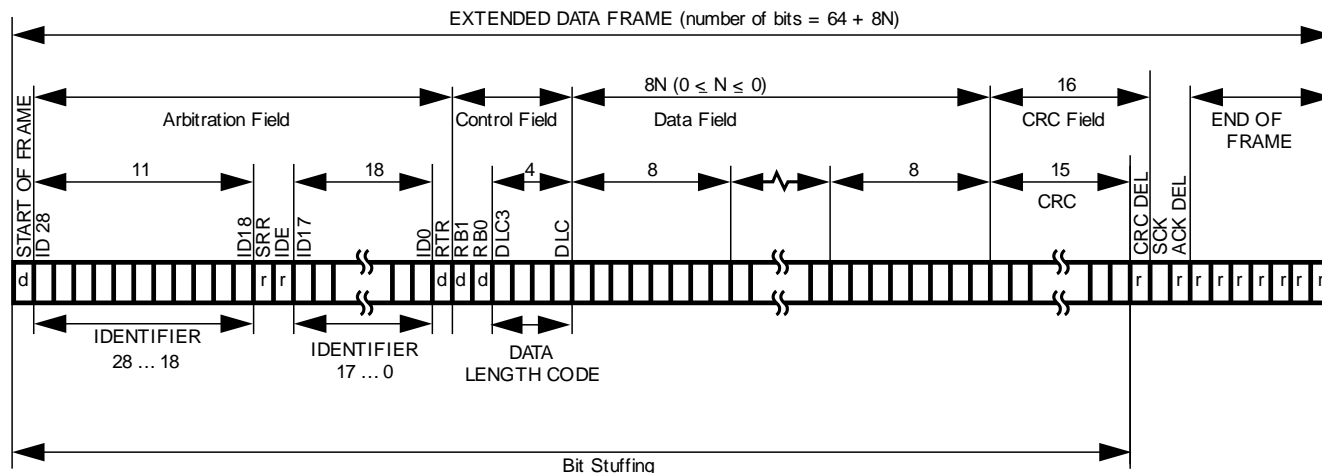 EXTENDED DATA FRAME (number of bits = 64 + 8N)
8N (0 ≤ N ≤ 0)
16
Arbitration Field
Control Field
Data Field
CRC Field
END OF
FRAME
11
18
4
8
8
15
CRC
START OF FRAME
ID 28
ID18
SRR
IDE
ID17
ID0
RTR
RB1
RB0
DLC3
DLC
CRC DEL
SCK
ACK DEL
d r r d d d r r r r r r r r r
IDENTIFIER
28 ... 18
IDENTIFIER
17 ... 0
DATA
LENGTH CODE
Bit Stuffing